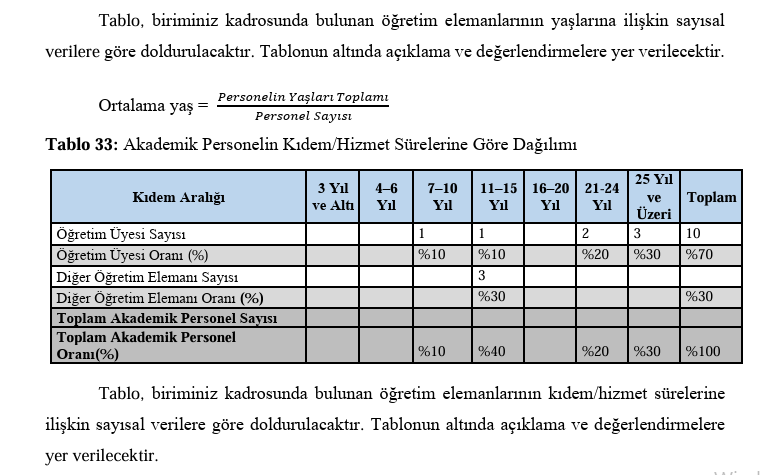 Tablo, biriminiz kadrosunda bulunan öğretim elemanlarının yaşlarına ilişkin sayısal
verilere göre doldurulacaktır. Tablonun altında açıklama ve değerlendirmelere yer verilecektir.
Ortalama yaş = Personelin Yaşları Toplamı / Personel Sayısı
Tablo 33: Akademik Personelin Kıdem/Hizmet Sürelerine Göre Dağılımı
Kıdem Aralığı 3 Yıl ve Altı 4–6 Yıl 7–10 Yıl 11–15 Yıl 16–20 Yıl 21-24 Yıl 25 Yıl ve Üzeri Toplam
Öğretim Üyesi Sayısı 1 1 2 3 10
Öğretim Üyesi Oranı (%) %10 %10 %20 %30 %70
Diğer Öğretim Elemanı Sayısı 3
Diğer Öğretim Elemanı Oranı (%) %30 %30
Toplam Akademik Personel Sayısı
Toplam Akademik Personel
Oranı(%) %10 %40 %20 %30 %100
Tablo, biriminiz kadrosunda bulunan öğretim elemanlarının kıdem/hizmet sürelerine
ilişkin sayısal verilere göre doldurulacaktır. Tablonun altında açıklama ve değerlendirmelere
yer verilecektir.